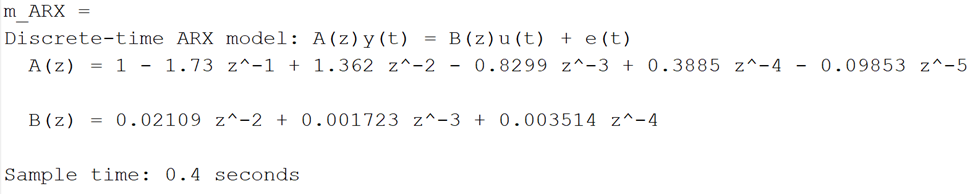 m_ARX =
Discrete-time ARX model: A(z)y(t) = B(z)u(t) + e(t)
A(z) = 1 - 1.73 z^-1 + 1.362 z^-2 - 0.8299 z^-3 + 0.3885 z^-4 - 0.09853 z^-5
B(z) = 0.02109 z^-2 + 0.001723 z^-3 + 0.003514 z^-4
Sample time: 0.4 seconds